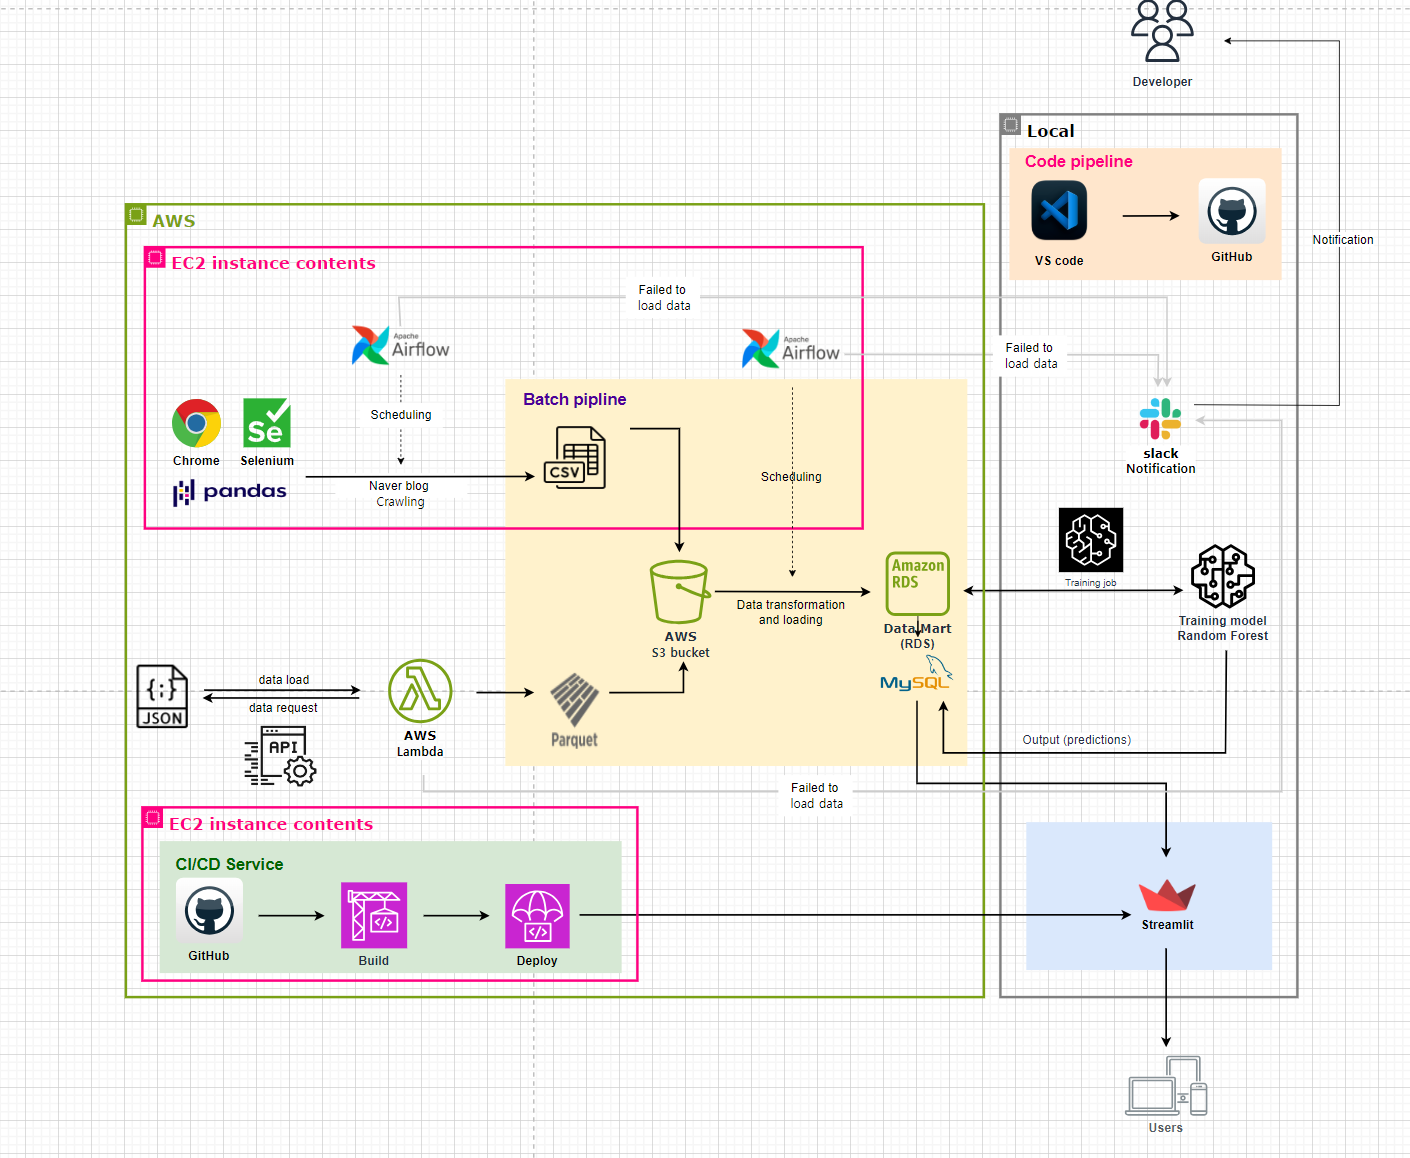 Developer
Local
Code pipeline
VS code
GitHub
Notification
AWS
EC2 instance contents
Failed to
load data
Apache
Airflow
Apache
Airflow
Failed to
load data
Scheduling
Batch pipline
CSV
Chrome
Se
Selenium
pandas
Naver blog
Crawling
Scheduling
slack
Notification
Amazon
RDS
Training job
Data transformation
and loading
Data Mart
(RDS)
Training model
Random Forest
AWS
S3 bucket
MySQL
{;}
JSON
data load
data request
API
AWS
Lambda
Parquet
Output (predictions)
Failed to
load data
EC2 instance contents
CI/CD Service
GitHub
</>
Build
</>
Deploy
Streamlit
Users